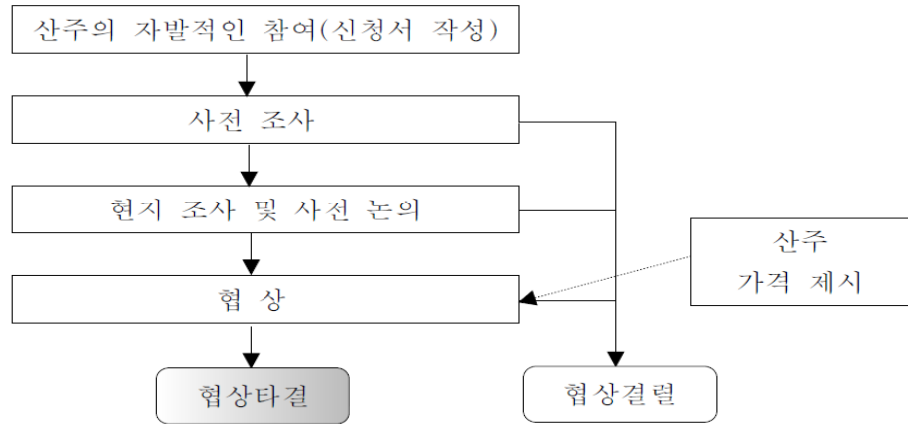 산주의 자발적인 참여(신청서 작성)
사전 조사
현지 조사 및 사전 논의
산주
가격 제시
협 상
협상타결
협상결렬